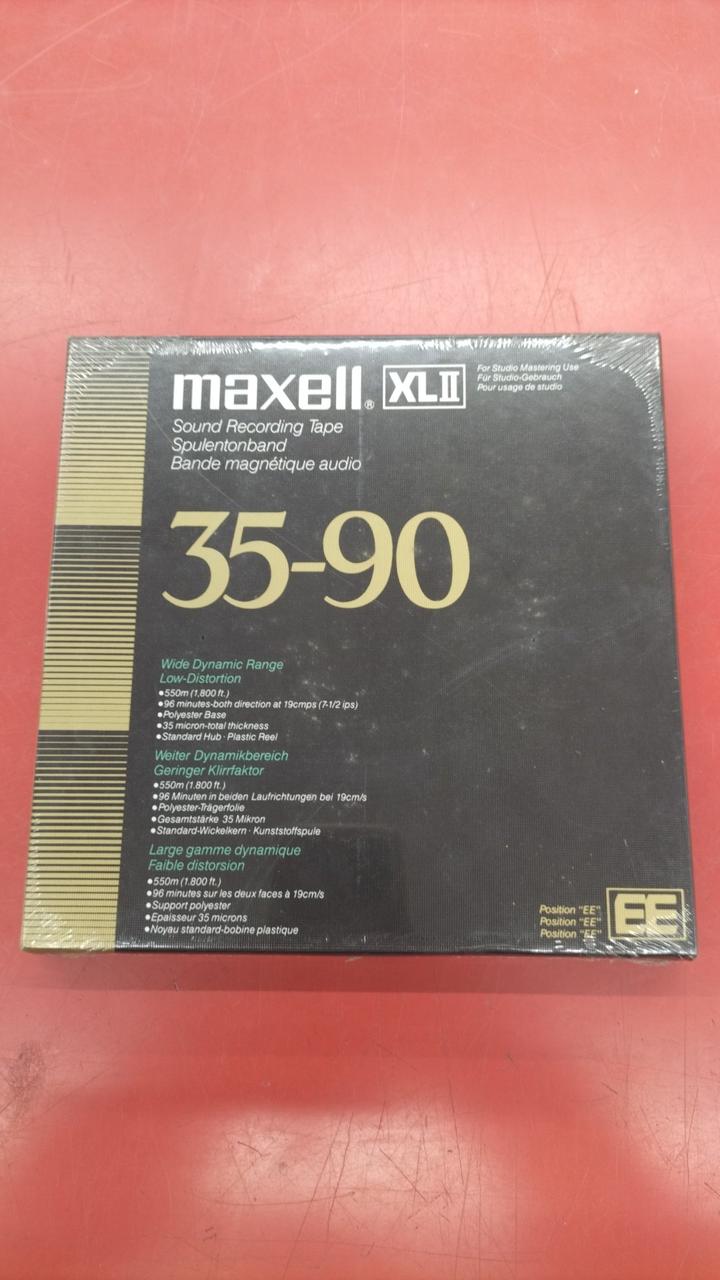 maxell® XLII
For Studio Mastering Use
Für Studio-Gebrauch
Pour usage de studio
Sound Recording Tape
Spulentonband
Bande magnétique audio
35-90
Wide Dynamic Range
Low-Distortion
●550m (1,800 ft.)
●96 minutes-both direction at 19cmps (7-1/2 ips)
●Polyester Base
●35 micron-total thickness
●Standard Hub · Plastic Reel
Weiter Dynamikbereich
Geringer Klirrfaktor
●550m (1.800 ft.)
●96 Minuten in beiden Laufrichtungen bei 19cm/s
●Polyester-Trägerfolie
●Gesamtstärke 35 Mikron
●Standard-Wickelkern · Kunststoffspule
Large gamme dynamique
Faible distorsion
●550m (1.800 ft.)
●96 minutes sur les deux faces à 19cm/s
●Support polyester
●Epaisseur 35 microns
●Noyau standard-bobine plastique
Position "EE"
Position "EE"
Position "EE"
EE